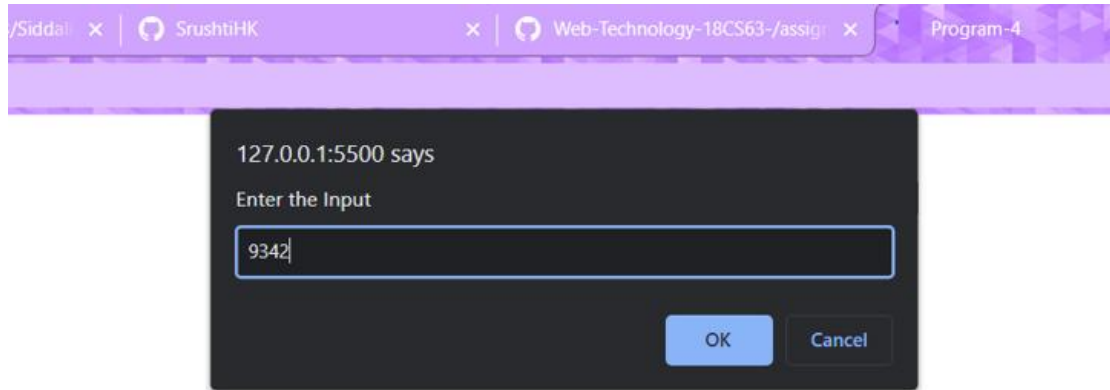 /Siddal
SrushtiHK
Web-Technology-18CS63-/assig
Program-4
127.0.0.1:5500 says
Enter the Input
9342
OK Cancel